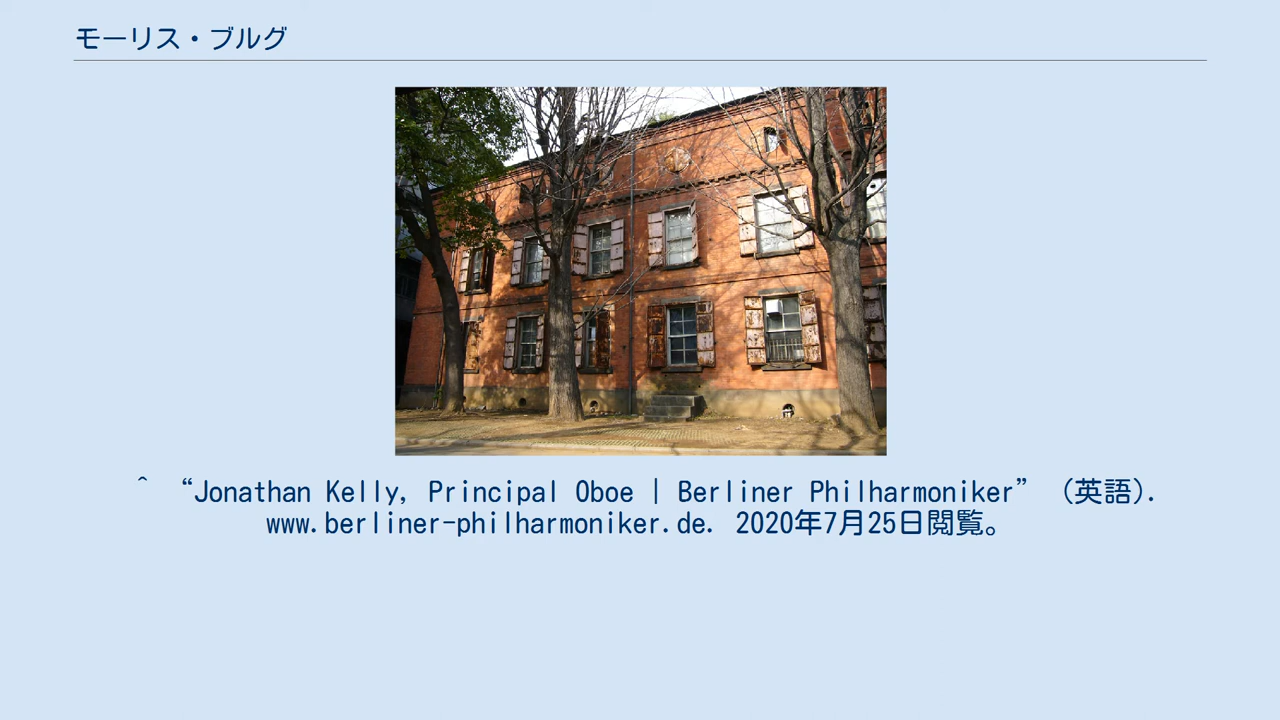 モーリス・ブルグ
^ “Jonathan Kelly, Principal Oboe | Berliner Philharmoniker” (英語).
www.berliner-philharmoniker.de. 2020年7月25日閲覧。